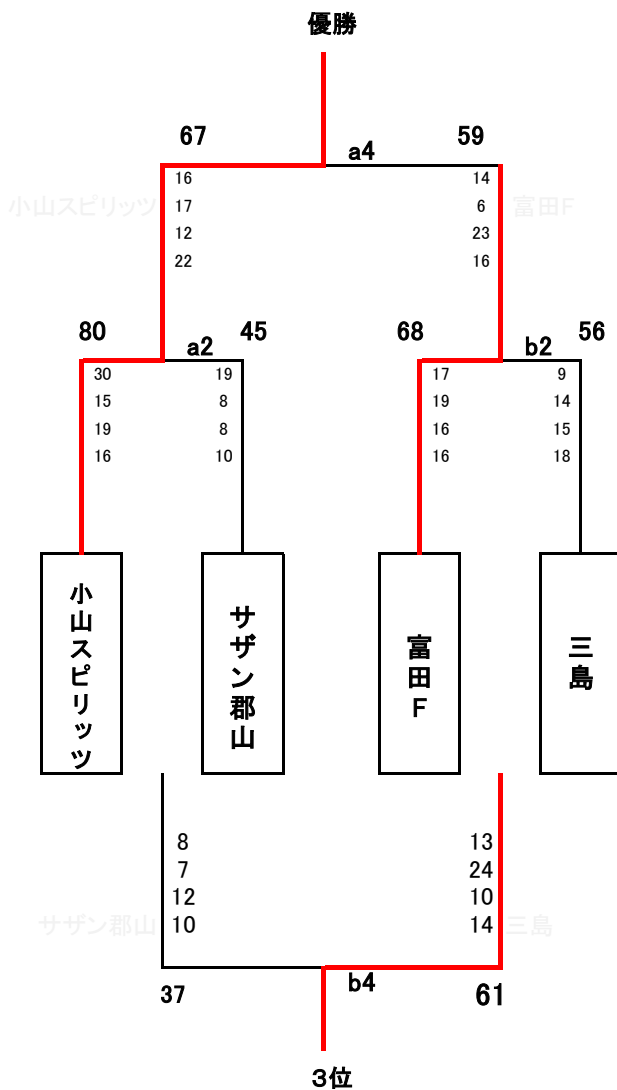 優勝
67 a4 59
16 14
小山スピリッツ 17 6 富田F
12 23
22 16
80 a2 45 68 b2 56
30 19 17 9
15 8 19 14
19 8 16 15
16 10 16 18
小山スピリッツ
サザン郡山
富田F
三島
8 13
7 24
12 10
サザン郡山 10 14 三島
37 b4 61
3位